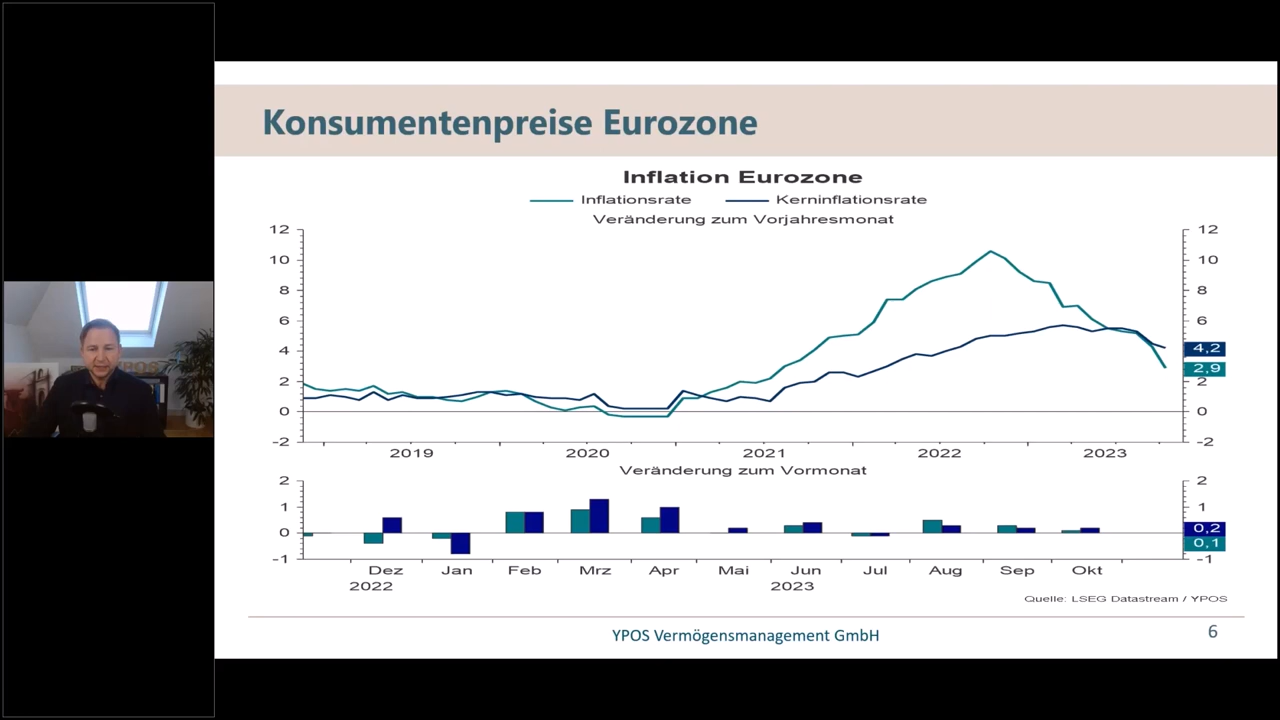 Konsumentenpreise Eurozone
Inflation Eurozone
Inflationsrate Kerninflationsrate
Veränderung zum Vorjahresmonat
12 12
10 10
8 8
6 6
4 4
4,2
2,9
2 2
0 0
-2 -2
2019 2020 2021 2022 2023
Veränderung zum Vormonat
2 2
1 1
0,2
0 0
0,1
-1 -1
Dez Jan Feb Mrz Apr Mai Jun Jul Aug Sep Okt
2022 2023
Quelle: LSEG Datastream / YPOS
YPOS Vermögensmanagement GmbH
6